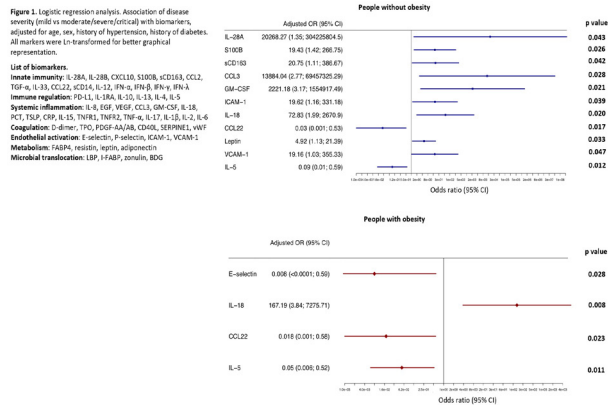 Figure 1. Logistic regression analysis. Association of disease
severity (mild vs moderate/severe/critical) with biomarkers,
adjusted for age, sex, history of hypertension, history of diabetes.
All markers were Ln-transformed for better graphical
representation.
List of biomarkers.
Innate immunity: IL-28A, IL-28B, CXCL10, S100B, sCD163, CCL2,
TGF-α, IL-33, CCL22, sCD14, IL-12, IFN-α, IFN-β, IFN-γ, IFN-λ
Immune regulation: PD-L1, IL-1RA, IL-10, IL-13, IL-4, IL-5
Systemic inflammation: IL-8, EGF, VEGF, CCL3, GM-CSF, IL-18,
PCT, TSLP, CRP, IL-15, TNFR1, TNFR2, TNF-α, IL-17, IL-1β, IL-2, IL-6
Coagulation: D-dimer, TPO, PDGF-AA/AB, CD40L, SERPINE1, vWF
Endothelial activation: E-selectin, P-selectin, ICAM-1, VCAM-1
Metabolism: FABP4, resistin, leptin, adiponectin
Microbial translocation: LBP, I-FABP, zonulin, BDG
People without obesity
Adjusted OR (95% CI)
p value
IL-28A 20268.27 (1.35; 304225804.5) 0.043
S100B 19.43 (1.42; 266.75) 0.026
sCD163 20.75 (1.11; 386.67) 0.042
CCL3 13884.04 (2.77; 69457325.29) 0.028
GM-CSF 2221.18 (3.17; 1554917.49) 0.021
ICAM-1 19.62 (1.16; 331.18) 0.039
IL-18 72.83 (1.99; 2670.9) 0.020
CCL22 0.03 (0.001; 0.53) 0.017
Leptin 4.92 (1.13; 21.39) 0.033
VCAM-1 19.16 (1.03; 355.33) 0.047
IL-5 0.09 (0.01; 0.59) 0.012
Odds ratio (95% CI)
People with obesity
Adjusted OR (95% CI)
p value
E-selectin 0.006 (<0.0001; 0.59) 0.028
IL-18 167.19 (3.84; 7275.71) 0.008
CCL22 0.018 (0.001; 0.58) 0.023
IL-5 0.05 (0.006; 0.52) 0.011
Odds ratio (95% CI)